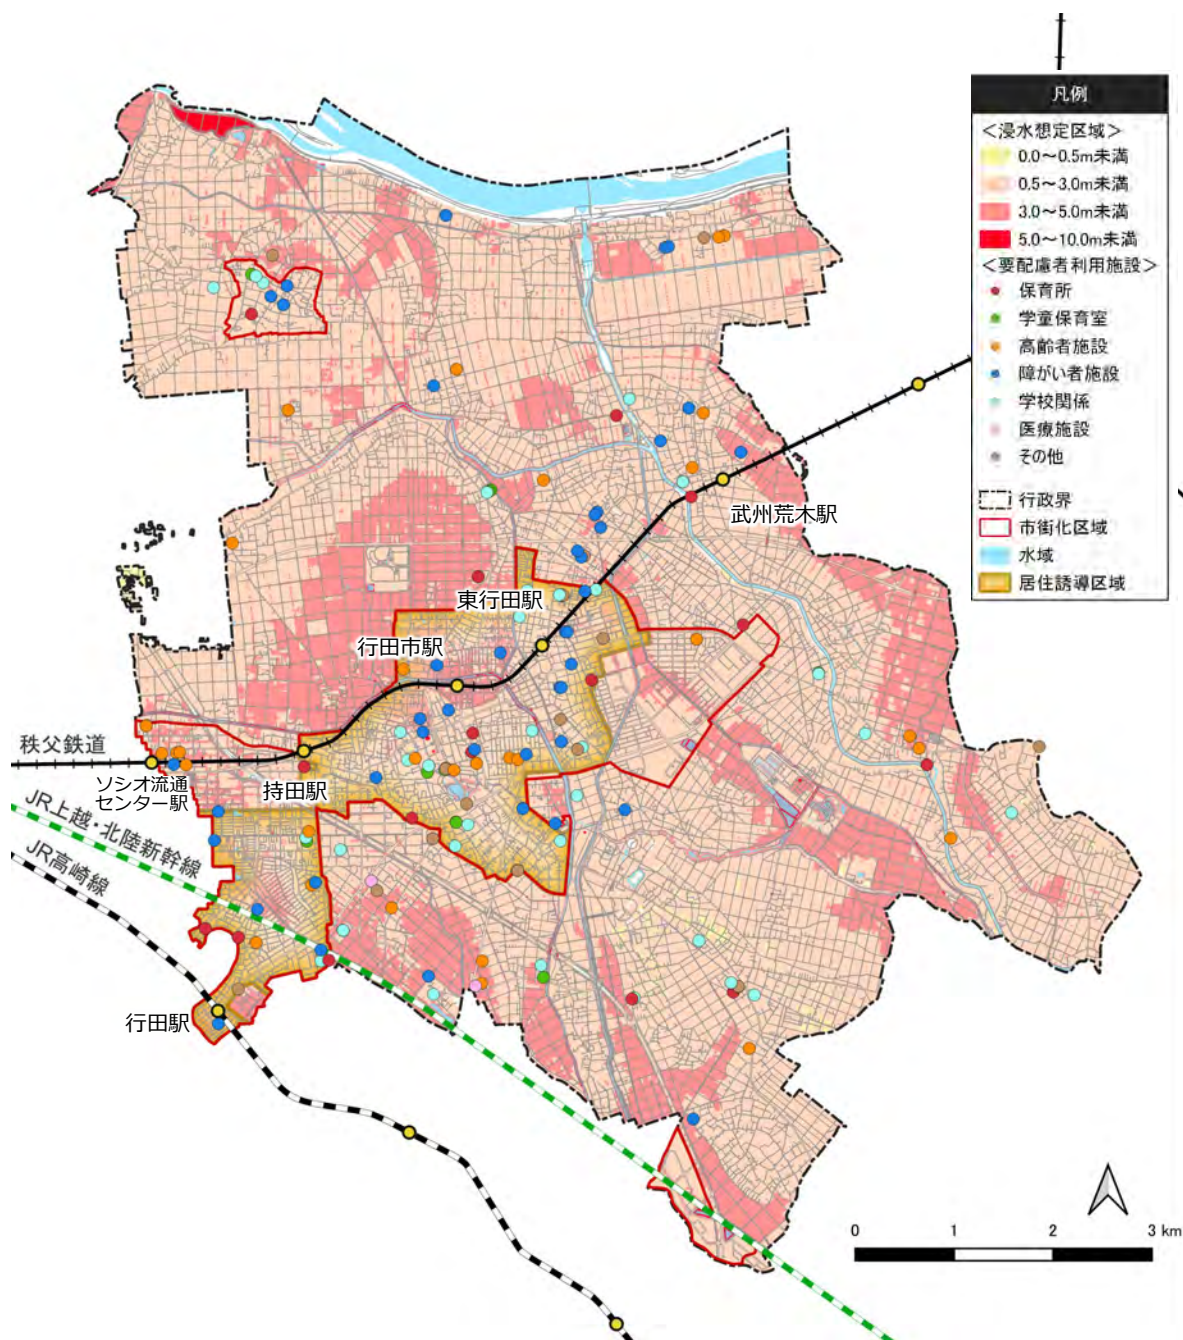 凡例
＜浸水想定区域＞
0.0～0.5m未満
0.5～3.0m未満
3.0～5.0m未満
5.0～10.0m未満
＜要配慮者利用施設＞
保育所
学童保育室
高齢者施設
障がい者施設
学校関係
医療施設
その他
行政界
市街化区域
水域
居住誘導区域
武州荒木駅
東行田駅
行田市駅
秩父鉄道
ソシオ流通
センター駅
持田駅
JR上越・北陸新幹線
JR高崎線
行田駅
0 1 2 3 km